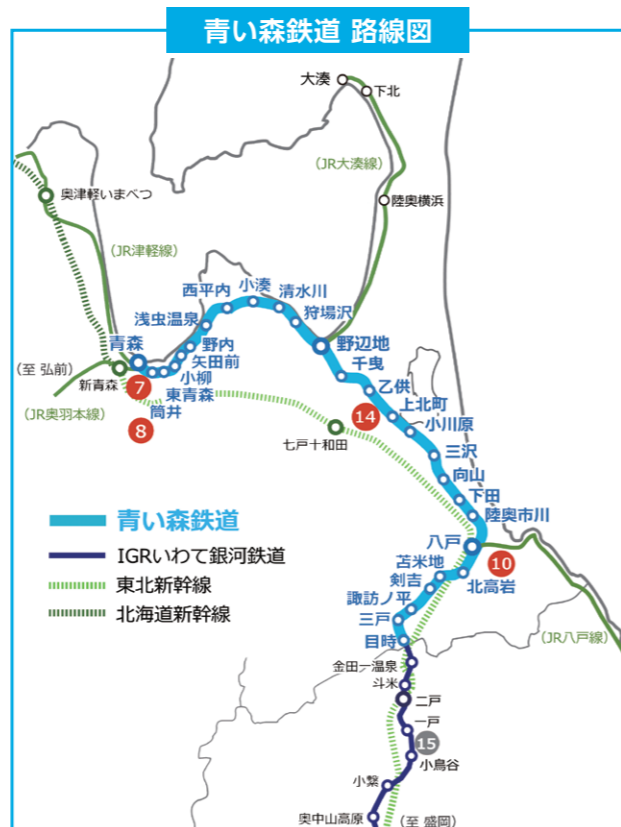 青い森鉄道 路線図
大湊
下北
(JR大湊線)
奥津軽いまべつ
陸奥横浜
(JR津軽線)
小湊
西平内
清水川
狩場沢
浅虫温泉
野内
野辺地
青森
矢田前
千曳
(至 弘前)
小柳
新青森
東青森
乙供
7
筒井
上北町
(JR奥羽本線)
14
小川原
8
七戸十和田
三沢
向山
下田
陸奥市川
青い森鉄道
八戸
IGRいわて銀河鉄道
苫米地
10
東北新幹線
剣吉
北高岩
北海道新幹線
諏訪ノ平
三戸
(JR八戸線)
目時
金田一温泉
斗米
二戸
一戸
15
小鳥谷
小繋
奥中山高原
(至 盛岡)